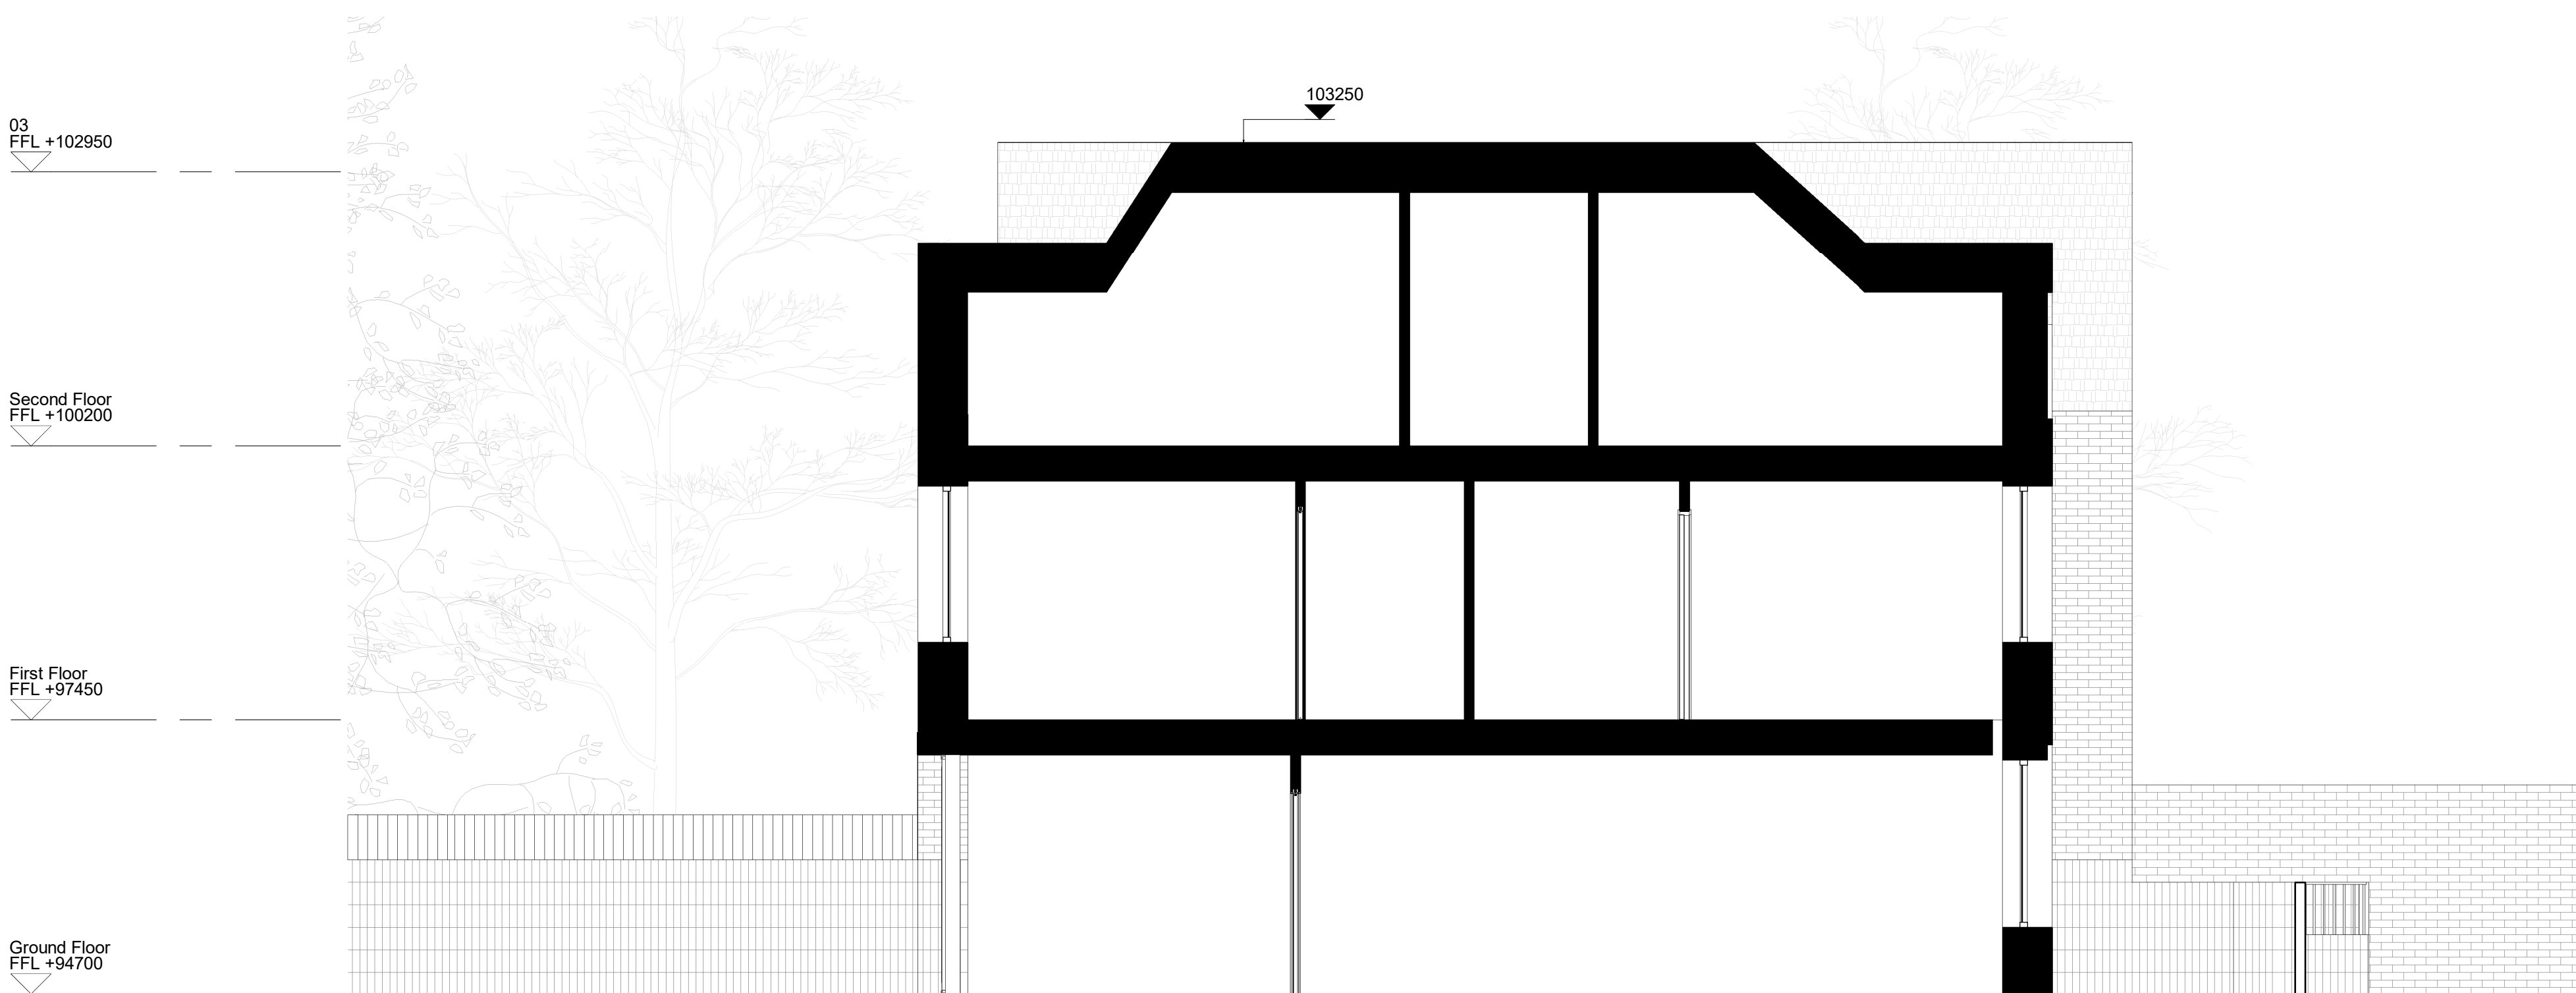 103250
03
FFL +102950
Second Floor
FFL +100200
First Floor
FFL +97450
Ground Floor
FFL +94700